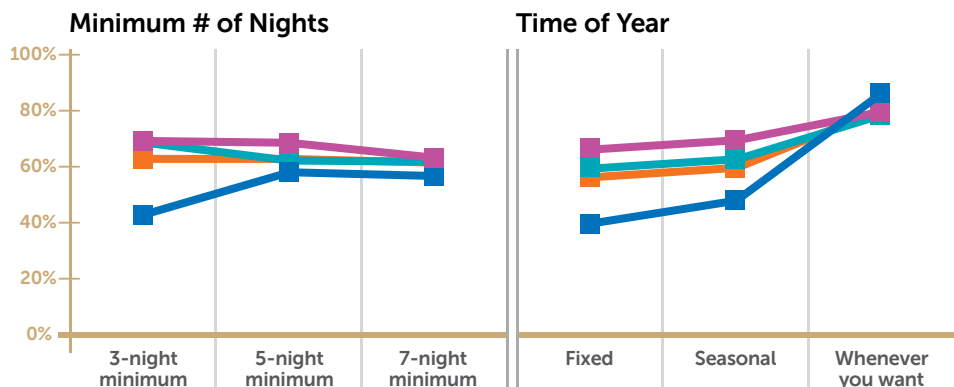 Minimum # of Nights
Time of Year
100%
80%
60%
40%
20%
0%
3-night
minimum
5-night
minimum
7-night
minimum
Fixed
Seasonal
Whenever
you want